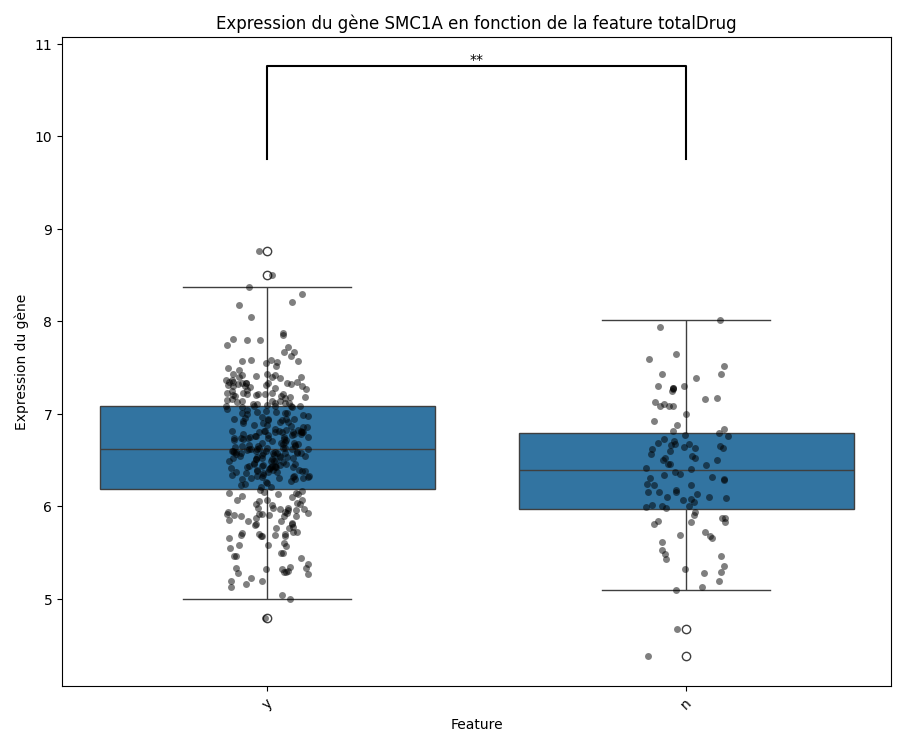 Expression du gène SMC1A en fonction de la feature totalDrug
**
11
10
9
8
7
6
5
Expression du gène
y
n
Feature